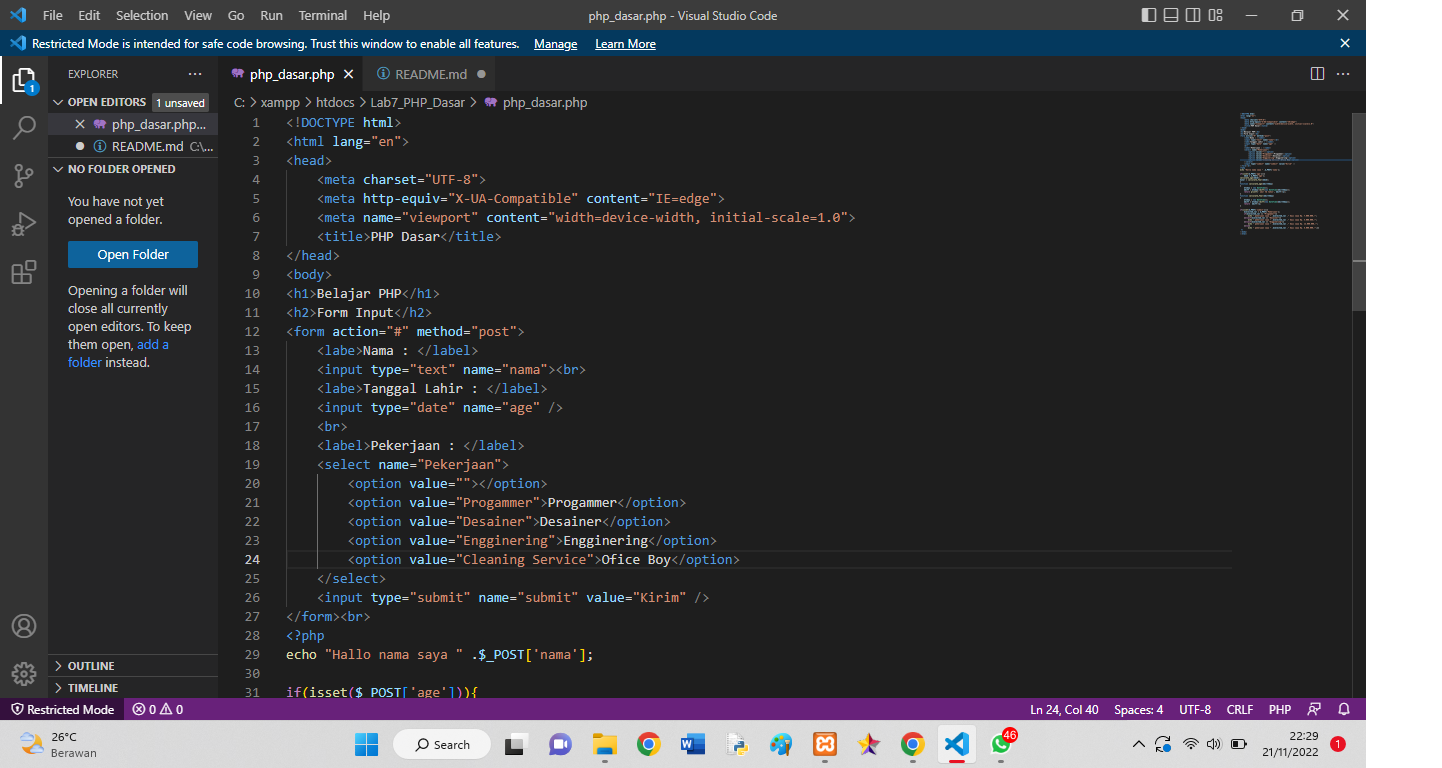 File Edit Selection View Go Run Terminal Help
php_dasar.php - Visual Studio Code
Restricted Mode is intended for safe code browsing. Trust this window to enable all features. Manage Learn More
EXPLORER
OPEN EDITORS 1 unsaved
php_dasar.php...
README.md C:\...
NO FOLDER OPENED
You have not yet
opened a folder.
Open Folder
Opening a folder will
close all currently
open editors. To keep
them open, add a
folder instead.
OUTLINE
TIMELINE
1
php_dasar.php
README.md
C: > xampp > htdocs > Lab7_PHP_Dasar > php_dasar.php
1 <!DOCTYPE html>
2 <html lang="en">
3 <head>
4 <meta charset="UTF-8">
5 <meta http-equiv="X-UA-Compatible" content="IE=edge">
6 <meta name="viewport" content="width=device-width, initial-scale=1.0">
7 <title>PHP Dasar</title>
8 </head>
9 <body>
10 <h1>Belajar PHP</h1>
11 <h2>Form Input</h2>
12 <form action="#" method="post">
13 <labe>Nama : </label>
14 <input type="text" name="nama"><br>
15 <labe>Tanggal Lahir : </label>
16 <input type="date" name="age" />
17 <br>
18 <label>Pekerjaan : </label>
19 <select name="Pekerjaan">
20 <option value=""></option>
21 <option value="Progammer">Progammer</option>
22 <option value="Desainer">Desainer</option>
23 <option value="Engginering">Engginering</option>
24 <option value="Cleaning Service">Ofice Boy</option>
25 </select>
26 <input type="submit" name="submit" value="Kirim" />
27 </form><br>
28 <?php
29 echo "Hallo nama saya " .$_POST['nama'];
30
31 if(isset($_POST['age'])){
Restricted Mode 0 0
Ln 24, Col 40 Spaces: 4 UTF-8 CRLF PHP
26°C
Berawan
Search
46
22:29
21/11/2022
1